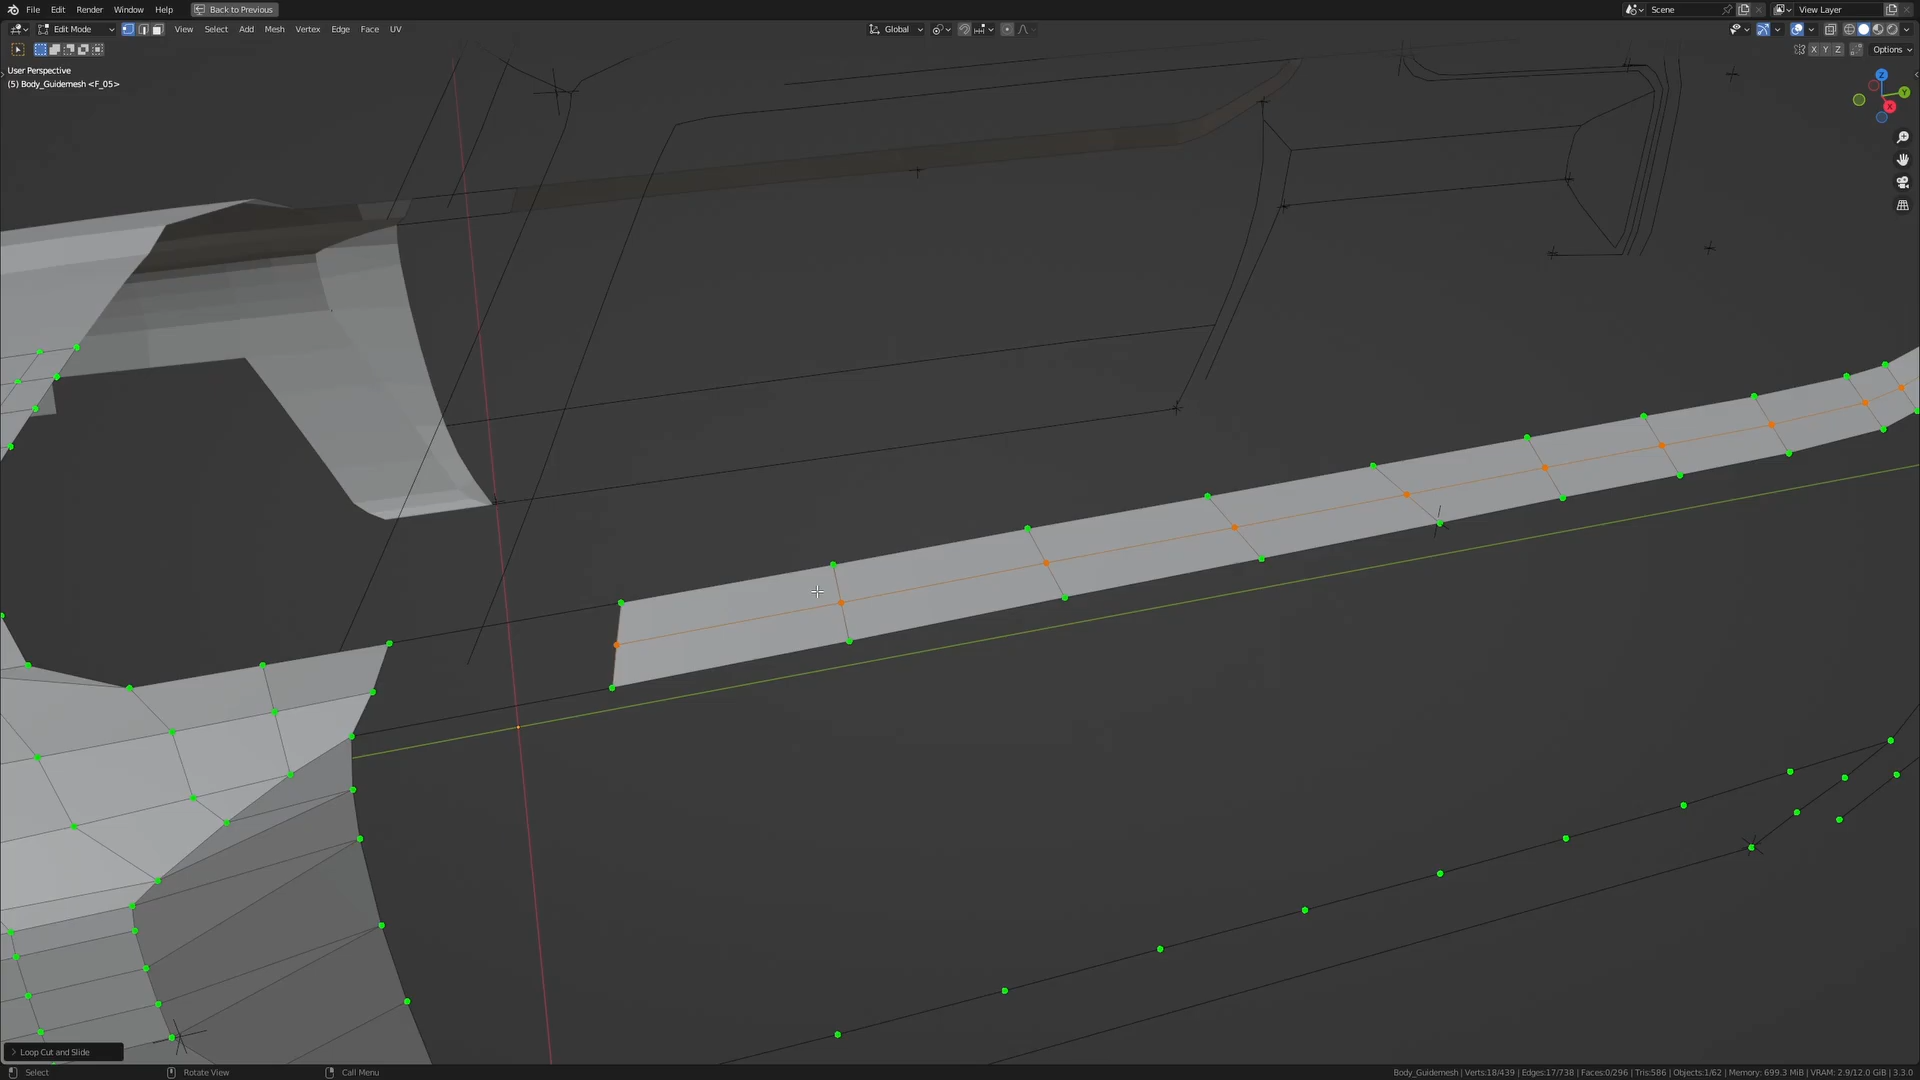 File Edit Render Window Help Back to Previous Scene View Layer
Edit Mode View Select Add Mesh Vertex Edge Face UV Global
X Y Z Options
User Perspective
(5) Body_Guidemesh <F_05>
Z
Y
X
Loop Cut and Slide
Select Rotate View Call Menu Body_Guidemesh | Verts:18/439 | Edges:17/738 | Faces:0/296 | Tris:586 | Objects:1/62 | Memory: 699.3 MiB | VRAM: 2.9/12.0 GiB | 3.3.0